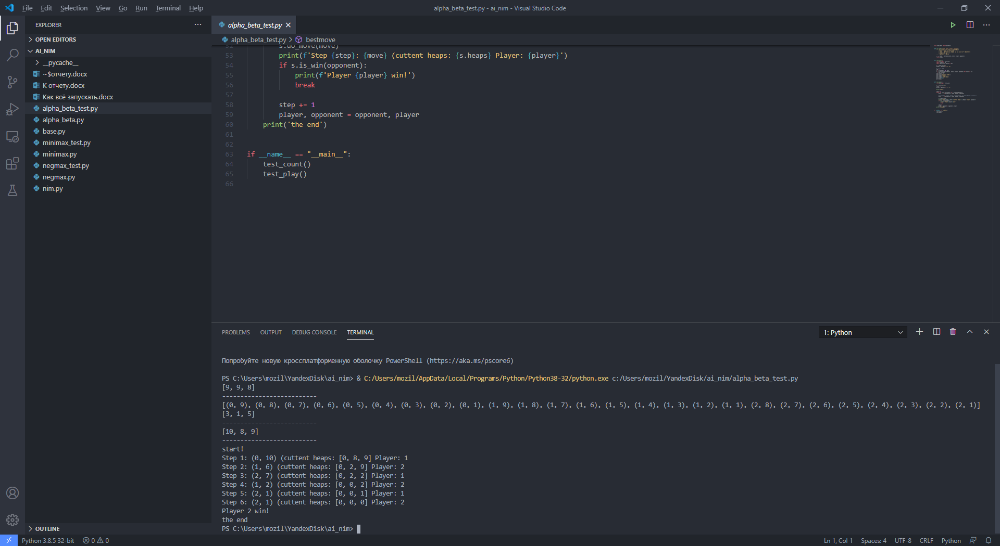 File Edit Selection View Go Run Terminal Help
alpha_beta_test.py - ai_nim - Visual Studio Code
EXPLORER
OPEN EDITORS
AI_NIM
__pycache__
~$отчету.docx
К отчету.docx
Как всё запускать.docx
alpha_beta_test.py
alpha_beta.py
base.py
minimax_test.py
minimax.py
negmax_test.py
negmax.py
nim.py
OUTLINE
alpha_beta_test.py
alpha_beta_test.py > bestmove
52 s.do_move(move)
53 print(f'Step {step}: {move} (cuttent heaps: {s.heaps} Player: {player}')
54 if s.is_win(opponent):
55 print(f'Player {player} win!')
56 break
57
58 step += 1
59 player, opponent = opponent, player
60 print('the end')
61
62
63 if __name__ == "__main__":
64 test_count()
65 test_play()
66
PROBLEMS OUTPUT DEBUG CONSOLE TERMINAL
1: Python
Попробуйте новую кроссплатформенную оболочку PowerShell (https://aka.ms/pscore6)
PS C:\Users\mozil\YandexDisk\ai_nim> & C:/Users/mozil/AppData/Local/Programs/Python/Python38-32/python.exe c:/Users/mozil/YandexDisk/ai_nim/alpha_beta_test.py
[9, 9, 8]
--------------------------
[(0, 9), (0, 8), (0, 7), (0, 6), (0, 5), (0, 4), (0, 3), (0, 2), (0, 1), (1, 9), (1, 8), (1, 7), (1, 6), (1, 5), (1, 4), (1, 3), (1, 2), (1, 1), (2, 8), (2, 7), (2, 6), (2, 5), (2, 4), (2, 3), (2, 2), (2, 1)]
[3, 1, 5]
--------------------------
[10, 8, 9]
--------------------------
start!
Step 1: (0, 10) (cuttent heaps: [0, 8, 9] Player: 1
Step 2: (1, 6) (cuttent heaps: [0, 2, 9] Player: 2
Step 3: (2, 7) (cuttent heaps: [0, 2, 2] Player: 1
Step 4: (1, 2) (cuttent heaps: [0, 0, 2] Player: 2
Step 5: (2, 1) (cuttent heaps: [0, 0, 1] Player: 1
Step 6: (2, 1) (cuttent heaps: [0, 0, 0] Player: 2
Player 2 win!
the end
PS C:\Users\mozil\YandexDisk\ai_nim>
Python 3.8.5 32-bit 0 0
Ln 1, Col 1 Spaces: 4 UTF-8 CRLF Python